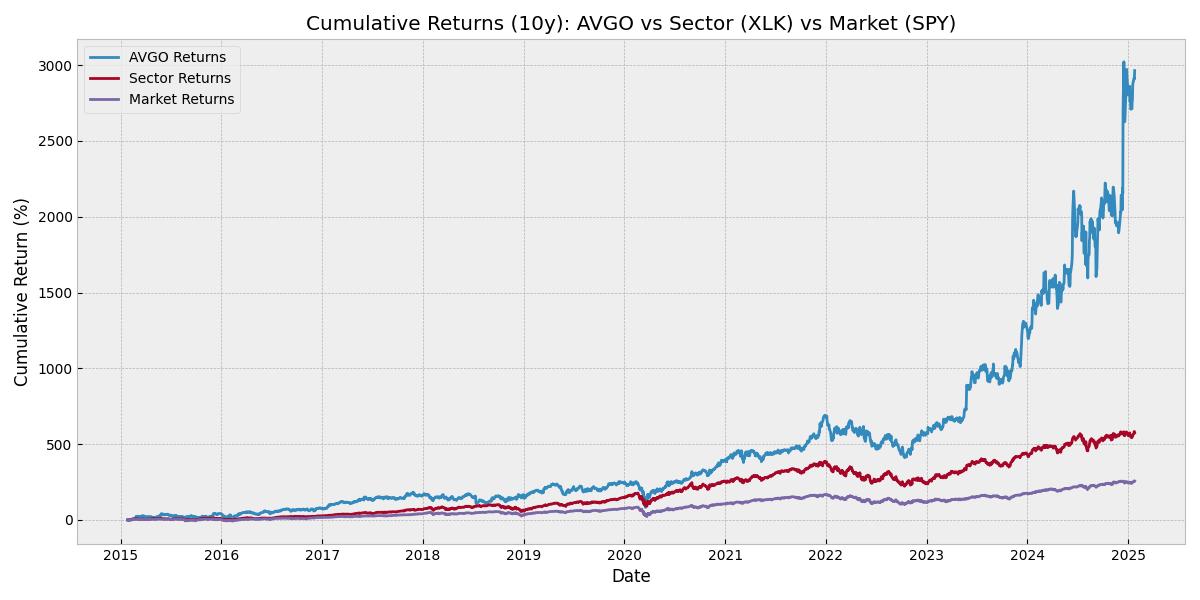 Cumulative Returns (10y): AVGO vs Sector (XLK) vs Market (SPY)
AVGO Returns
Sector Returns
Market Returns
Cumulative Return (%)
3000
2500
2000
1500
1000
500
0
2015 2016 2017 2018 2019 2020 2021 2022 2023 2024 2025
Date